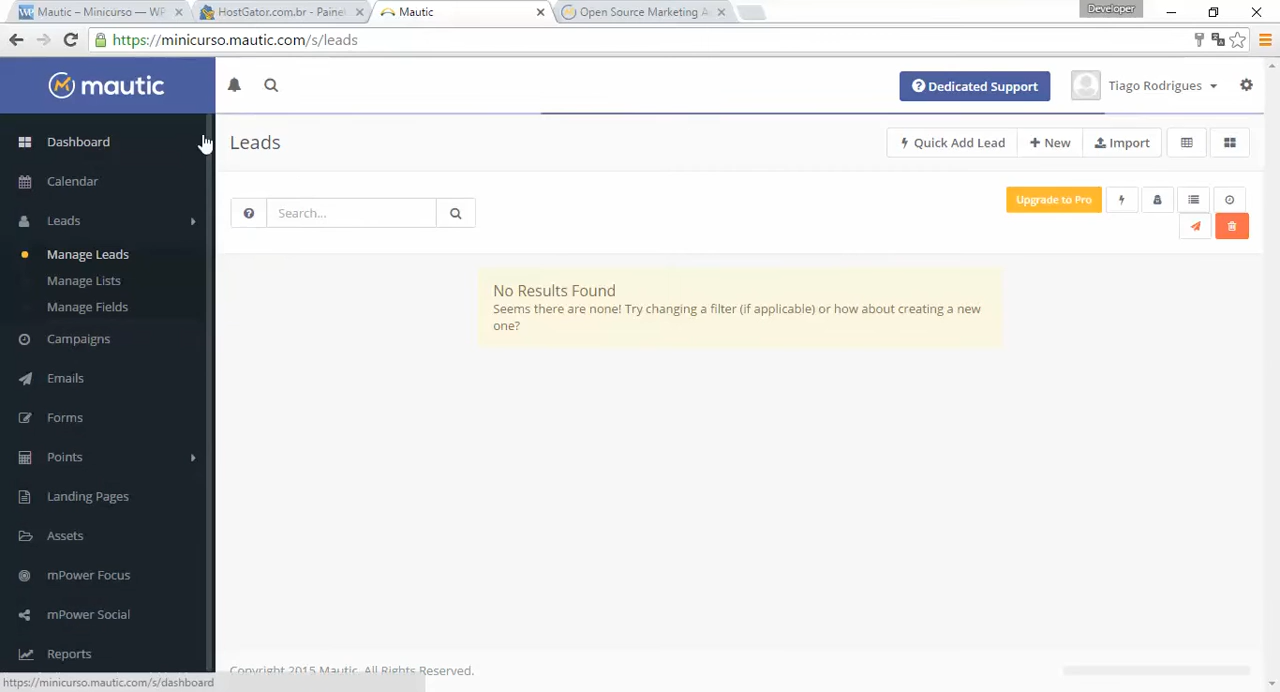 Mautic – Minicurso — WP
HostGator.com.br - Paine
Mautic
Open Source Marketing A
Developer
https://minicurso.mautic.com/s/leads
mautic
Dedicated Support
Tiago Rodrigues
Dashboard
Leads
Quick Add Lead
New
Import
Calendar
Leads
Search...
Upgrade to Pro
Manage Leads
Manage Lists
Manage Fields
No Results Found
Seems there are none! Try changing a filter (if applicable) or how about creating a new
one?
Campaigns
Emails
Forms
Points
Landing Pages
Assets
mPower Focus
mPower Social
Reports
Copyright 2015 Mautic. All Rights Reserved.
https://minicurso.mautic.com/s/dashboard